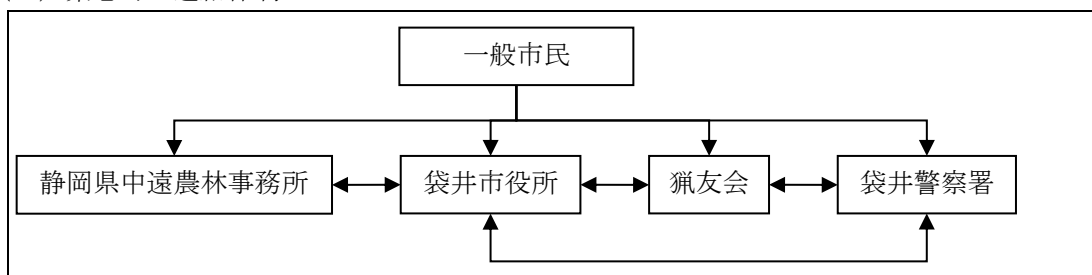 一般市民
静岡県中遠農林事務所
袋井市役所
猟友会
袋井警察署